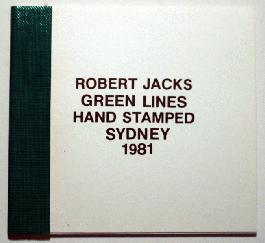 ROBERT JACKS
GREEN LINES
HAND STAMPED
SYDNEY
1981